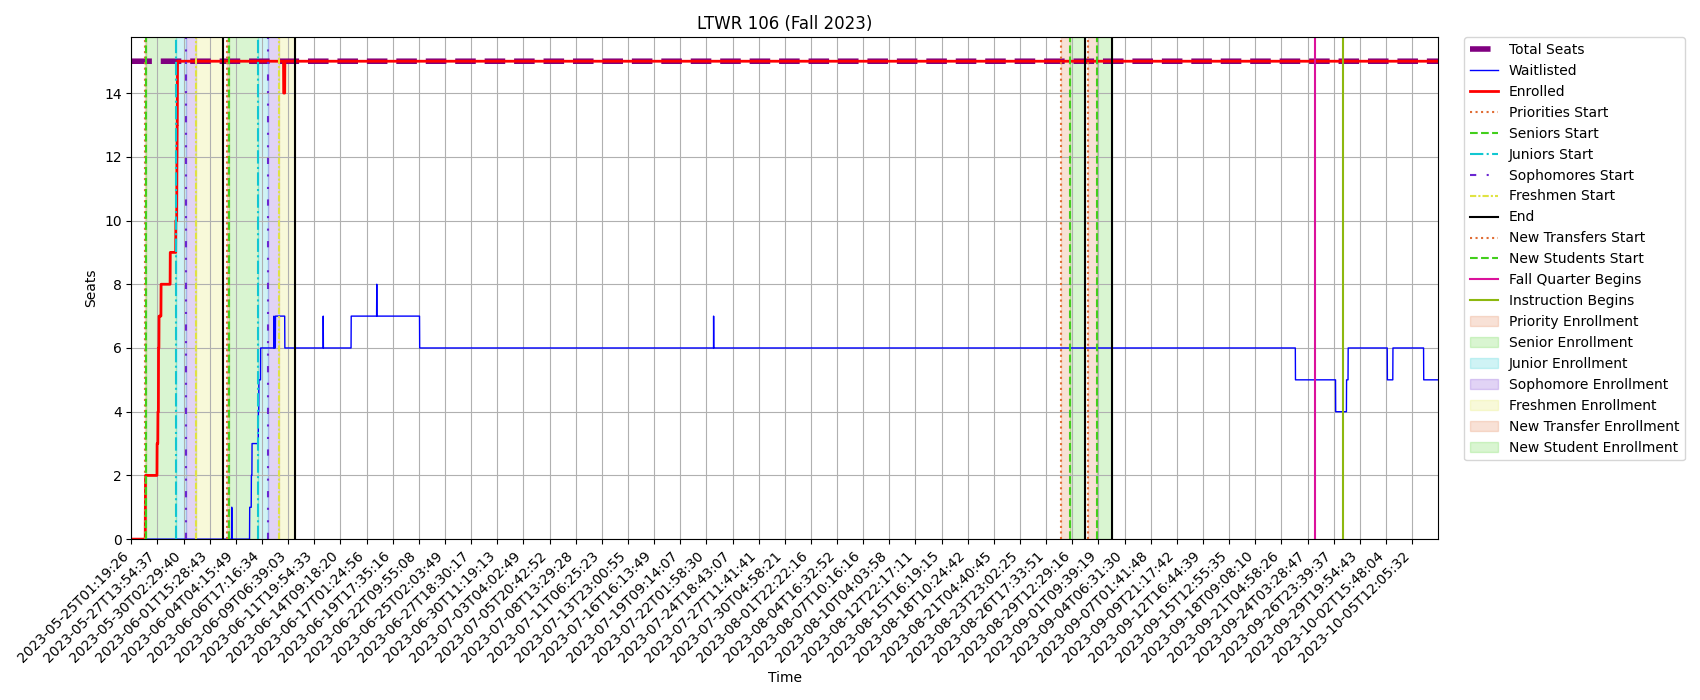 LTWR 106 (Fall 2023)
Seats
14
12
10
8
6
4
2
0
2023-05-25T01:19:26
2023-05-27T13:54:37
2023-05-30T02:29:40
2023-06-01T15:28:43
2023-06-04T04:15:49
2023-06-06T17:16:34
2023-06-09T06:39:03
2023-06-11T19:54:33
2023-06-14T09:18:20
2023-06-17T01:24:56
2023-06-19T17:35:16
2023-06-22T09:55:08
2023-06-25T02:03:49
2023-06-27T18:30:17
2023-06-30T11:19:13
2023-07-03T04:02:49
2023-07-05T20:42:52
2023-07-08T13:29:28
2023-07-11T06:25:23
2023-07-13T23:00:55
2023-07-16T16:13:49
2023-07-19T09:14:07
2023-07-22T01:58:30
2023-07-24T18:43:07
2023-07-27T11:41:41
2023-07-30T04:58:21
2023-08-01T22:22:16
2023-08-04T16:32:52
2023-08-07T10:16:16
2023-08-10T04:03:58
2023-08-12T22:17:11
2023-08-15T16:19:15
2023-08-18T10:24:42
2023-08-21T04:40:45
2023-08-23T23:02:25
2023-08-26T17:33:51
2023-08-29T12:29:16
2023-09-01T09:39:19
2023-09-04T06:31:30
2023-09-07T01:41:48
2023-09-09T21:17:42
2023-09-12T16:44:39
2023-09-15T12:55:35
2023-09-18T09:08:10
2023-09-21T04:58:26
2023-09-24T03:28:47
2023-09-26T23:39:37
2023-09-29T19:54:43
2023-10-02T15:48:04
2023-10-05T12:05:32
Time
Total Seats
Waitlisted
Enrolled
Priorities Start
Seniors Start
Juniors Start
Sophomores Start
Freshmen Start
End
New Transfers Start
New Students Start
Fall Quarter Begins
Instruction Begins
Priority Enrollment
Senior Enrollment
Junior Enrollment
Sophomore Enrollment
Freshmen Enrollment
New Transfer Enrollment
New Student Enrollment